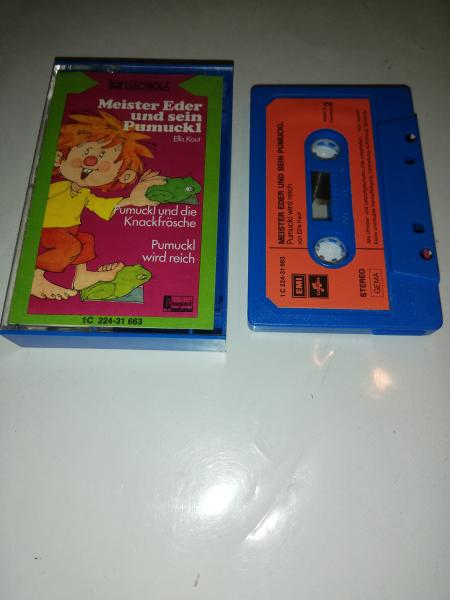 EMI ELECTROLA
Meister Eder
und sein
Pumuckl
Ellis Kaut
Pumuckl und die
Knackfrösche
Pumuckl
wird reich
Disneyland
1C 224-31 663
2
MEISTER EDER UND SEIN PUMUCKL
Pumuckl wird reich
von Ellis Kaut
1 C 224-31 663
EMI
STEREO
GEMA